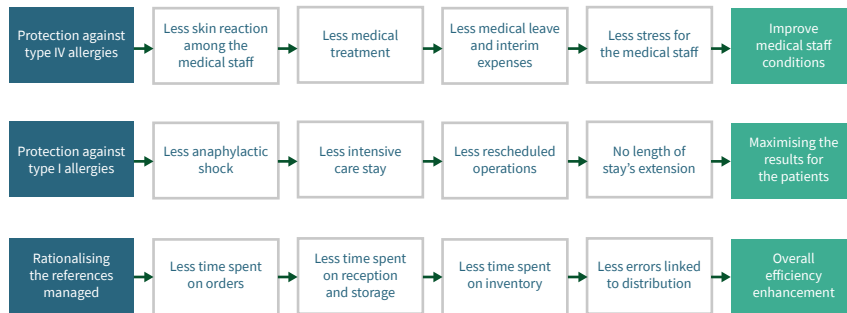 Protection against
type IV allergies
Less skin reaction
among the
medical staff
Less medical
treatment
Less medical leave
and interim
expenses
Less stress for
the medical staff
Improve
medical staff
conditions
Protection against
type I allergies
Less anaphylactic
shock
Less intensive
care stay
Less rescheduled
operations
No length of
stay's extension
Maximising the
results for
the patients
Rationalising
the references
managed
Less time spent
on orders
Less time spent
on reception
and storage
Less time spent
on inventory
Less errors linked
to distribution
Overall
efficiency
enhancement